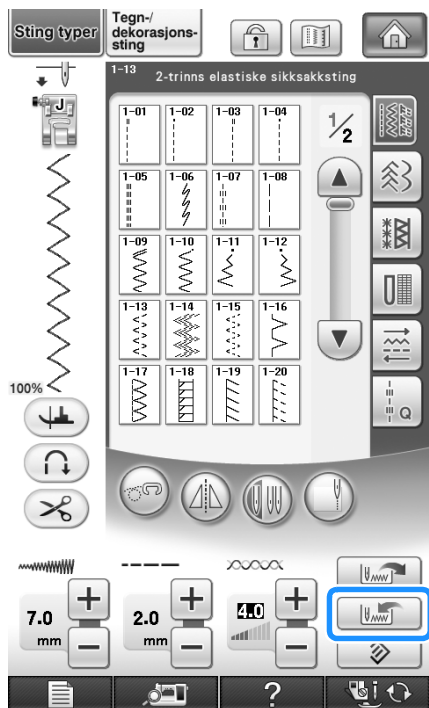 Sting typer
Tegn-/
dekorasjons-
sting
1-13
2-trinns elastiske sikksakksting
J
1-01 1-02 1-03 1-04
1/2
1-05 1-06 1-07 1-08
1-09 1-10 1-11 1-12
1-13 1-14 1-15 1-16
1-17 1-18 1-19 1-20
Q
100%
7.0
mm
2.0
mm
4.0
?